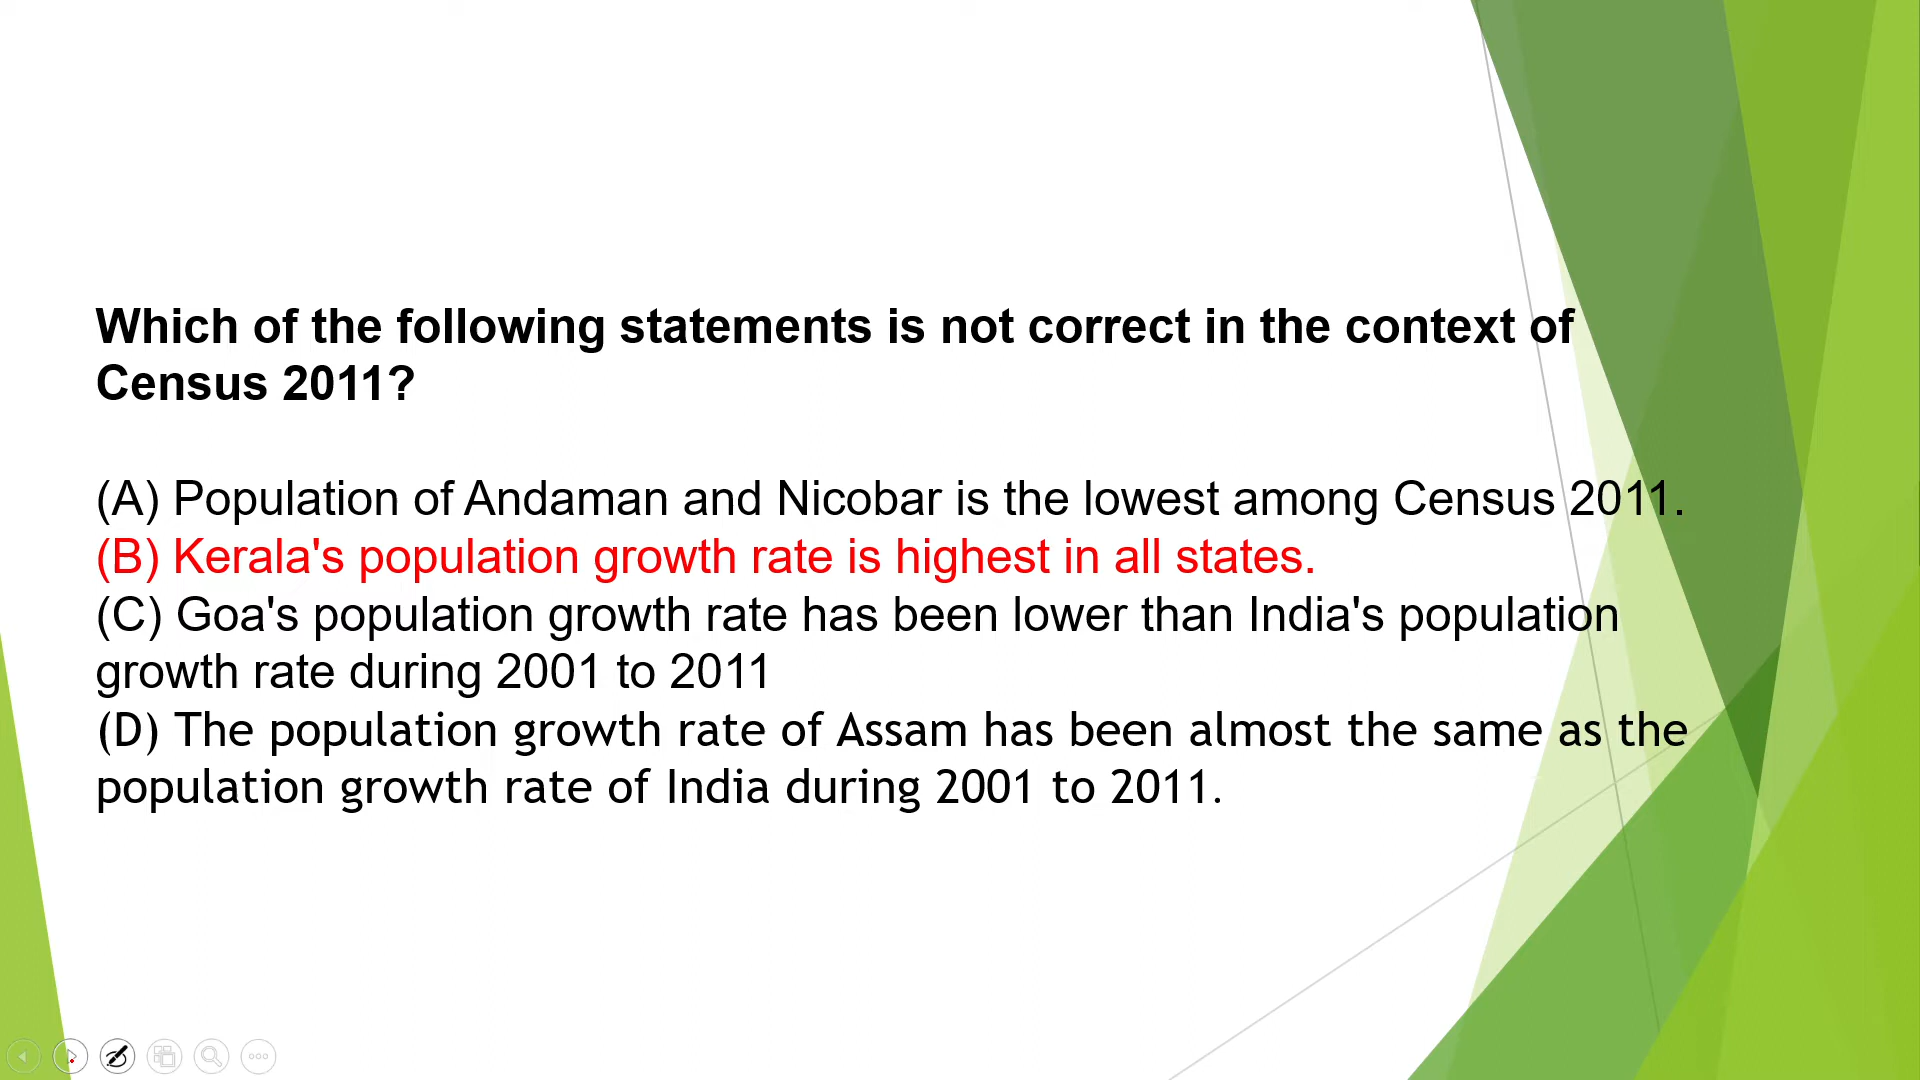 Which of the following statements is not correct in the context of
Census 2011?
(A) Population of Andaman and Nicobar is the lowest among Census 2011.
(B) Kerala's population growth rate is highest in all states.
(C) Goa's population growth rate has been lower than India's population
growth rate during 2001 to 2011
(D) The population growth rate of Assam has been almost the same as the
population growth rate of India during 2001 to 2011.